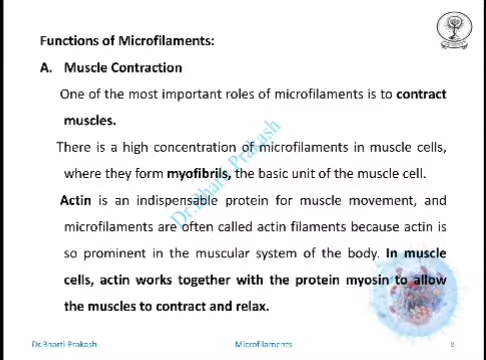 Functions of Microfilaments:
A. Muscle Contraction
One of the most important roles of microfilaments is to contract
muscles.
There is a high concentration of microfilaments in muscle cells,
where they form myofibrils, the basic unit of the muscle cell.
Actin is an indispensable protein for muscle movement, and
microfilaments are often called actin filaments because actin is
so prominent in the muscular system of the body. In muscle
cells, actin works together with the protein myosin to allow
the muscles to contract and relax.
Dr.Bharti Prakash
Dr.Bharti Prakash
Microfilaments
8